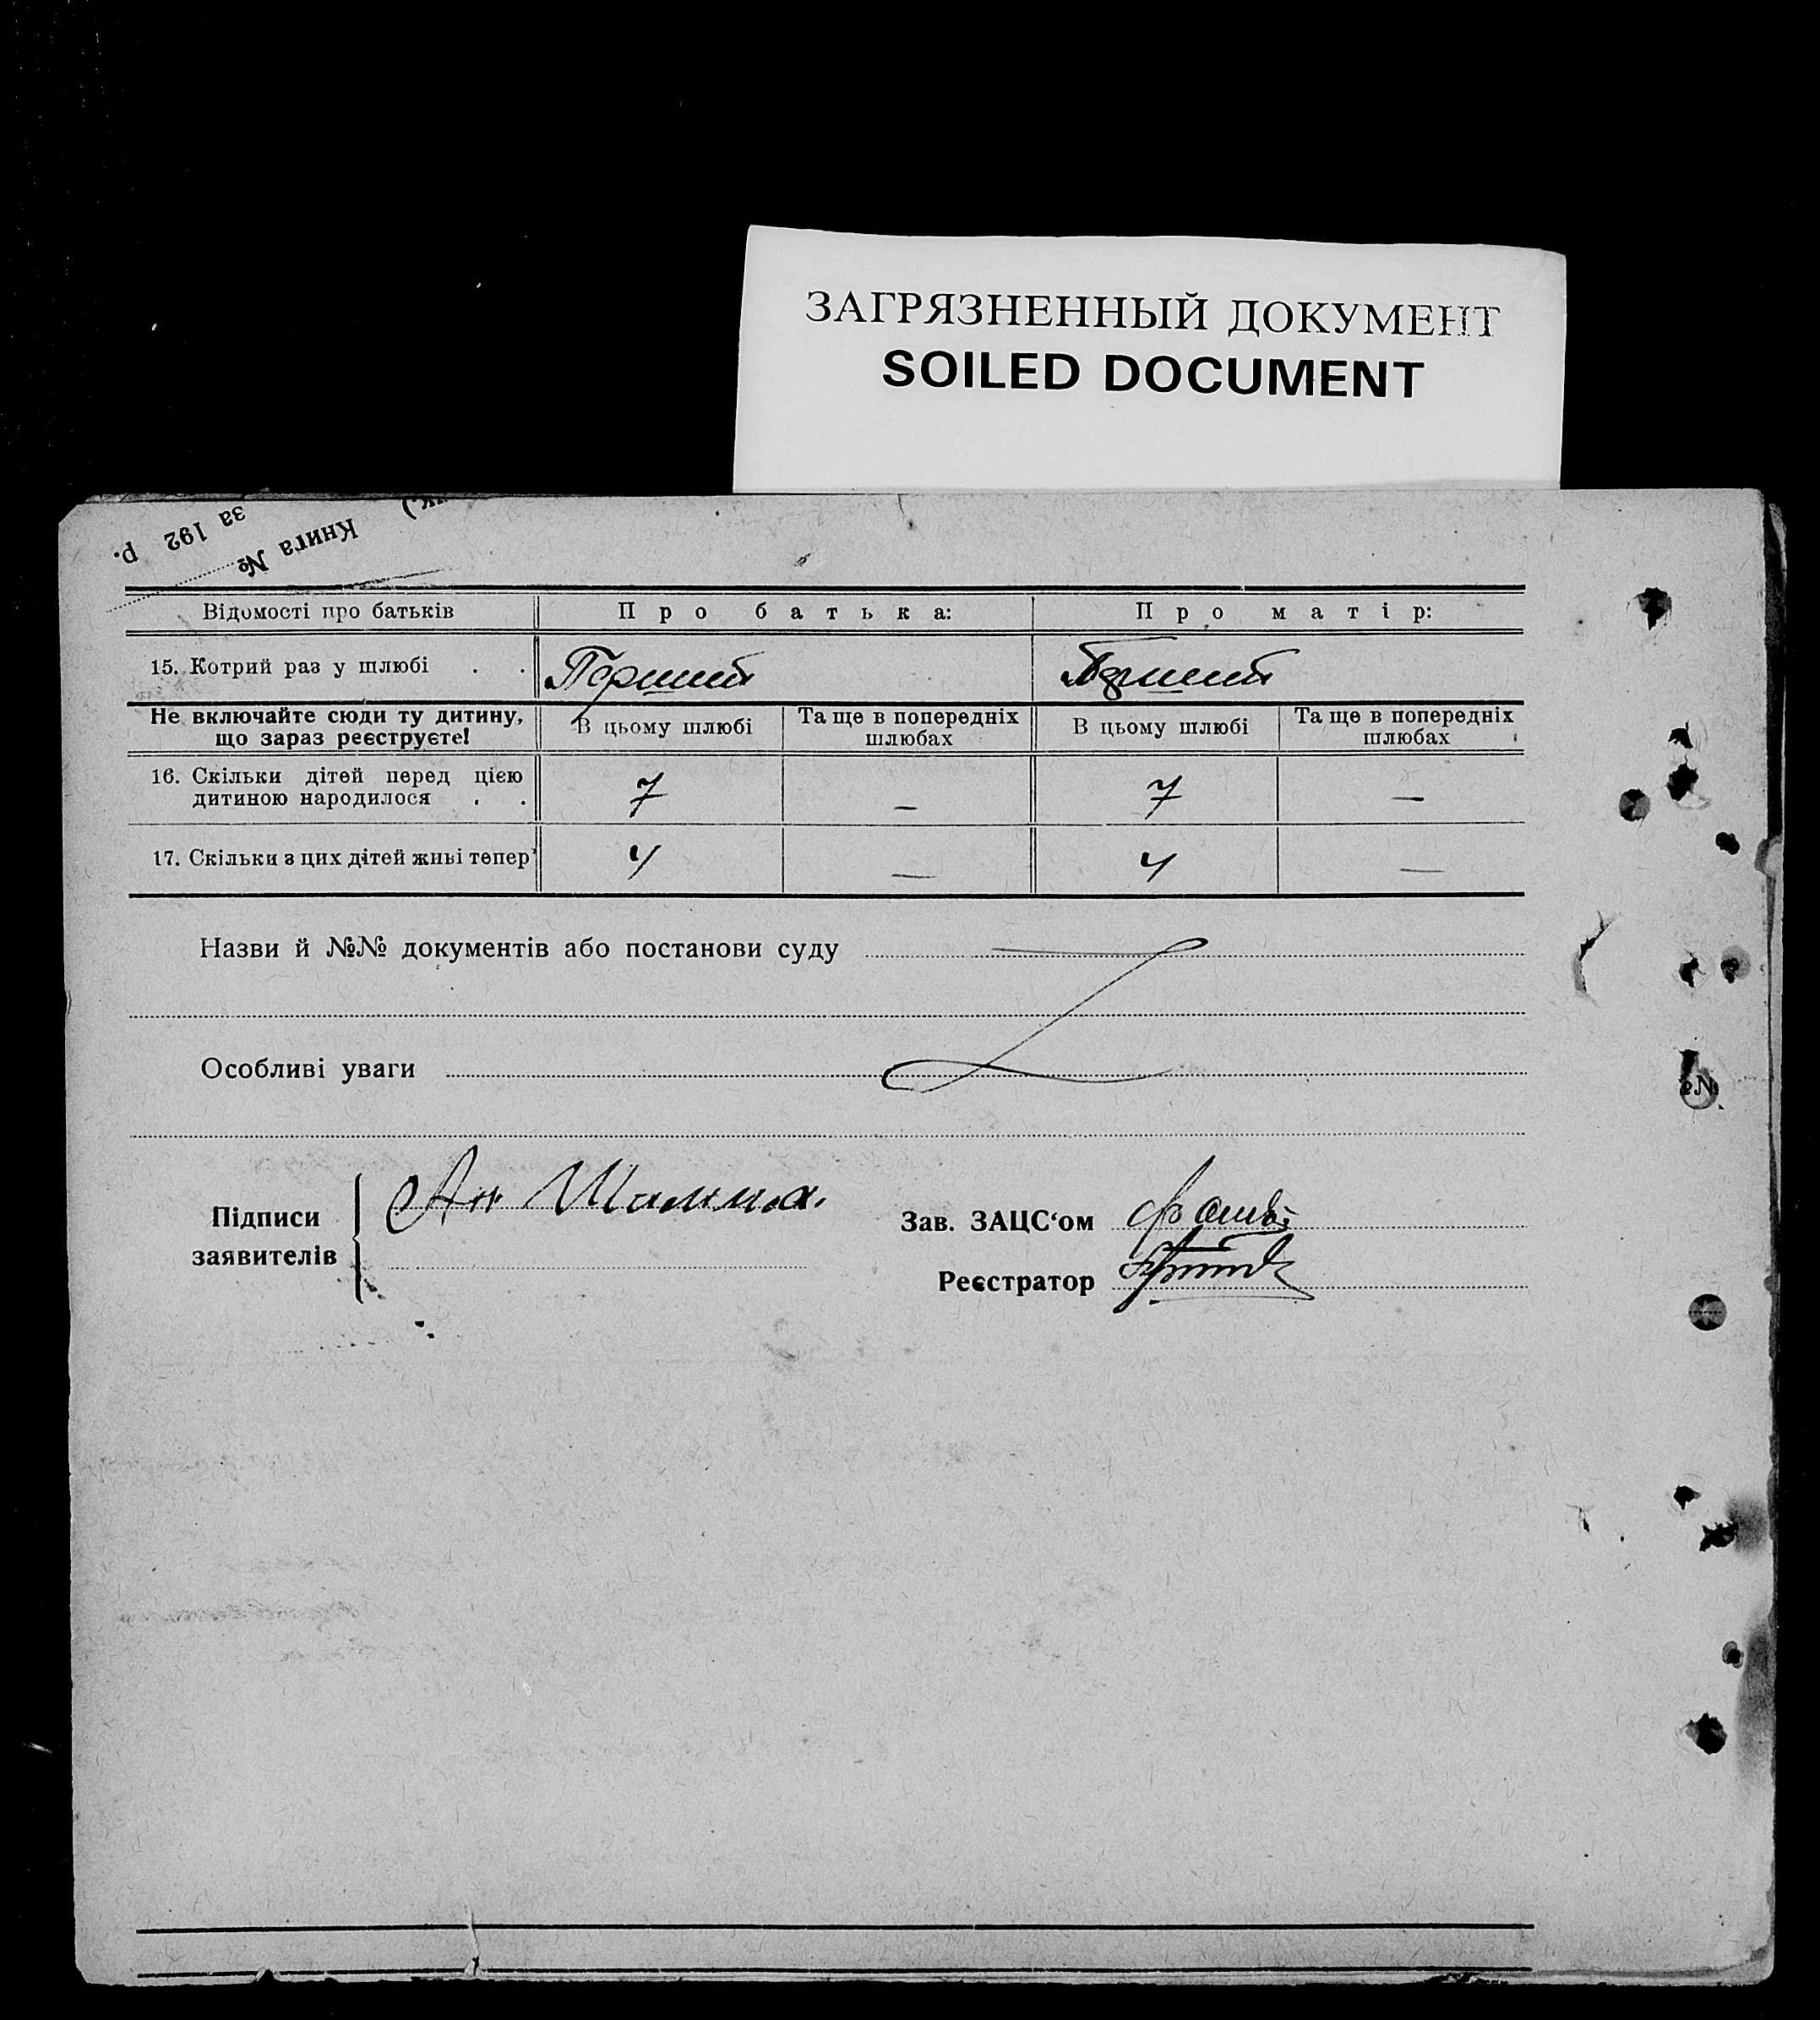 ЗАГРЯЗНЕННЫЙ ДОКУМЕНТ
SOILED DOCUMENT
за 192 р.
Книга №
Відомості про батьків Про батька: Про матір:
15. Котрий раз у шлюбі . . Перший Перший
Не включайте сюди ту дитину, що зараз реєструєте! В цьому шлюбі Та ще в попередніх шлюбах В цьому шлюбі Та ще в попередніх шлюбах
16. Скільки дітей перед цією дитиною народилося . . 7 — 7 —
17. Скільки з цих дітей живі тепер 4 — 4 —
Назви й №№ документів або постанови суду
Особливі уваги
Підписи заявителів
Зав. ЗАЦС'ом
Реєстратор